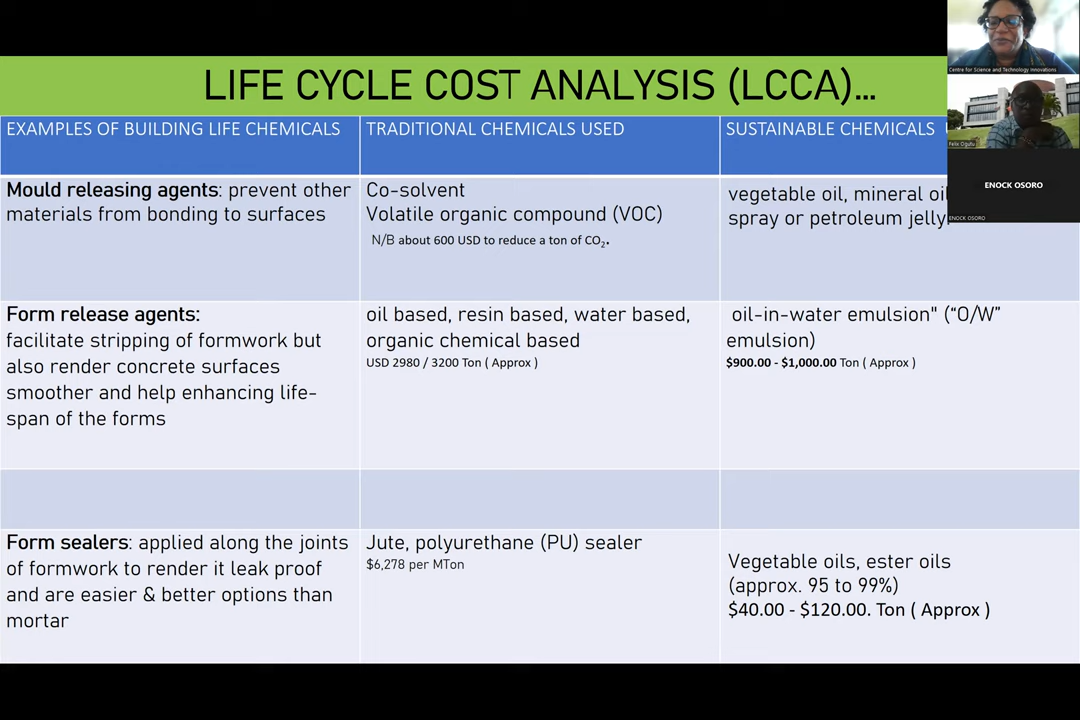 LIFE CYCLE COST ANALYSIS (LCCA)...
EXAMPLES OF BUILDING LIFE CHEMICALS
TRADITIONAL CHEMICALS USED
SUSTAINABLE CHEMICALS
Mould releasing agents: prevent other
materials from bonding to surfaces
Co-solvent
Volatile organic compound (VOC)
N/B about 600 USD to reduce a ton of CO₂.
vegetable oil, mineral oil
spray or petroleum jelly.
Form release agents:
facilitate stripping of formwork but
also render concrete surfaces
smoother and help enhancing life-
span of the forms
oil based, resin based, water based,
organic chemical based
USD 2980 / 3200 Ton ( Approx )
oil-in-water emulsion" (“O/W”
emulsion)
$900.00 - $1,000.00 Ton ( Approx )
Form sealers: applied along the joints
of formwork to render it leak proof
and are easier & better options than
mortar
Jute, polyurethane (PU) sealer
$6,278 per MTon
Vegetable oils, ester oils
(approx. 95 to 99%)
$40.00 - $120.00. Ton ( Approx )
Centre for Science and Technology Innovations
Felix Ogutu
ENOCK OSORO
ENOCK OSORO